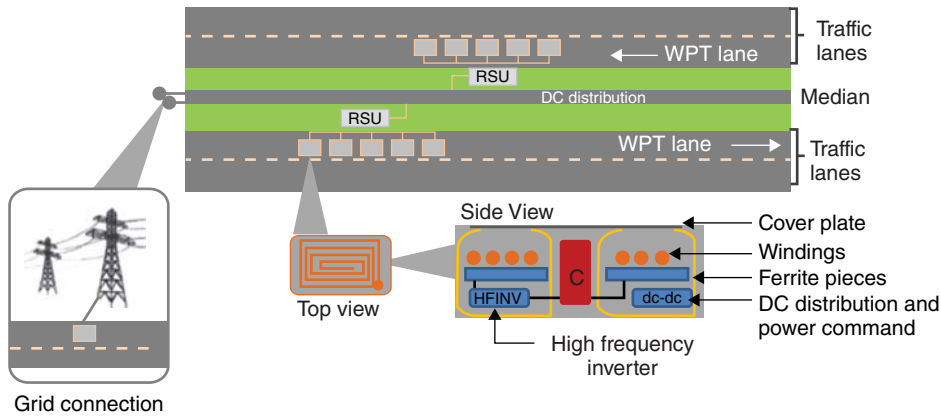 Traffic
lanes
WPT lane
RSU
DC distribution
Median
RSU
WPT lane
Traffic
lanes
Side View
Cover plate
Windings
C
Ferrite pieces
HFINV
dc-dc
DC distribution and
power command
Top view
High frequency
inverter
Grid connection